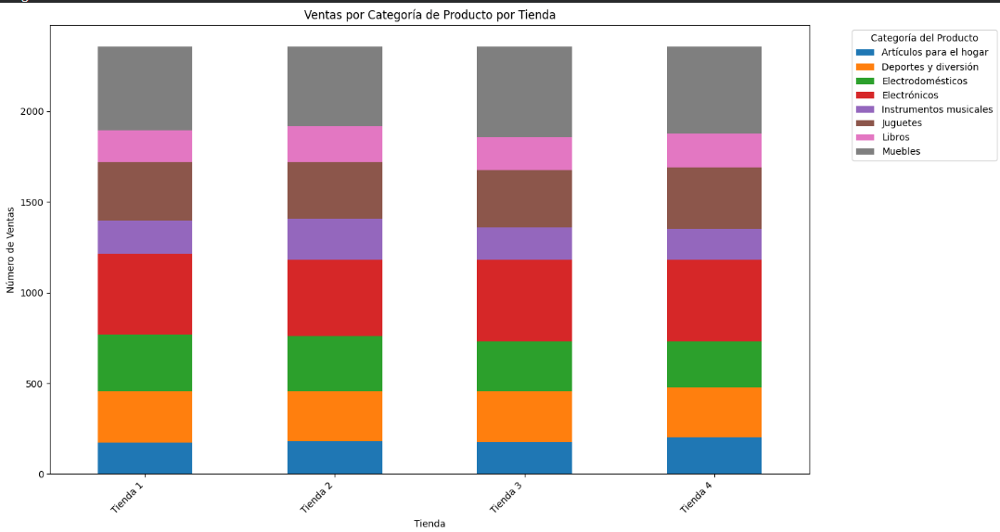 Ventas por Categoría de Producto por Tienda
Número de Ventas
2000
1500
1000
500
0
Tienda 1
Tienda 2
Tienda 3
Tienda 4
Tienda
Categoría del Producto
Artículos para el hogar
Deportes y diversión
Electrodomésticos
Electrónicos
Instrumentos musicales
Juguetes
Libros
Muebles